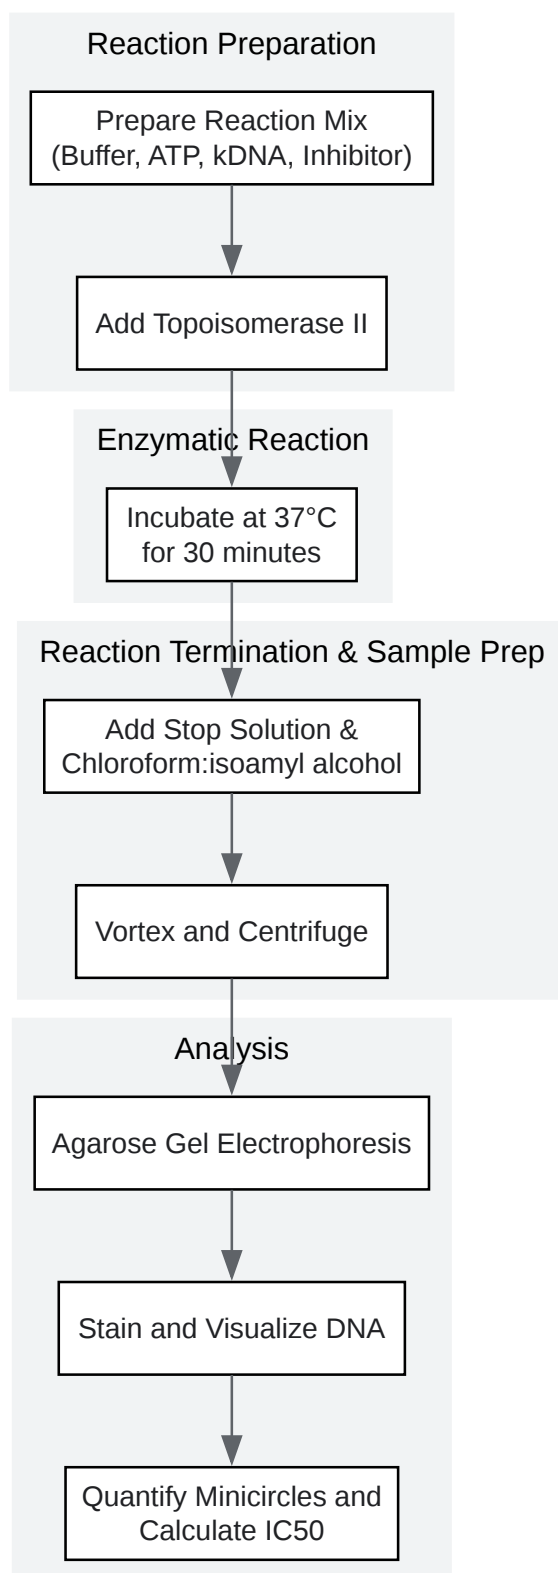 Reaction Preparation
Prepare Reaction Mix
(Buffer, ATP, kDNA, Inhibitor)
Add Topoisomerase II
Enzymatic Reaction
Incubate at 37°C
for 30 minutes
Reaction Termination & Sample Prep
Add Stop Solution &
Chloroform:isoamyl alcohol
Vortex and Centrifuge
Analysis
Agarose Gel Electrophoresis
Stain and Visualize DNA
Quantify Minicircles and
Calculate IC50